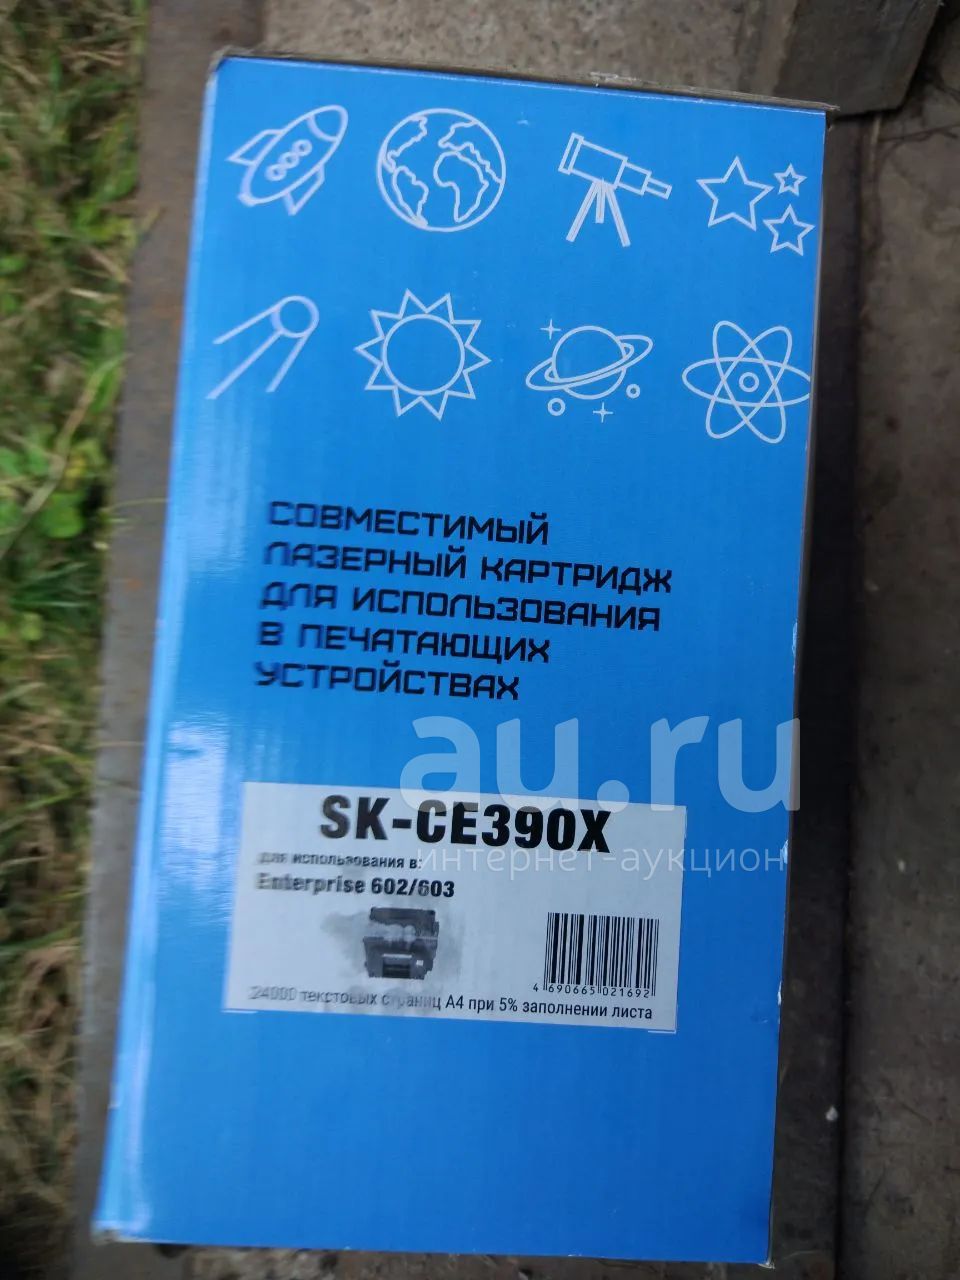 СОВМЕСТИМЫЙ
ЛАЗЕРНЫЙ КАРТРИДЖ
ДЛЯ ИСПОЛЬЗОВАНИЯ
В ПЕЧАТАЮЩИХ
УСТРОЙСТВАХ
au.ru
интернет-аукцион
SK-CE390X
для использования в:
Enterprise 602/603
4 690665 021692
24000 текстовых страниц А4 при 5% заполнении листа